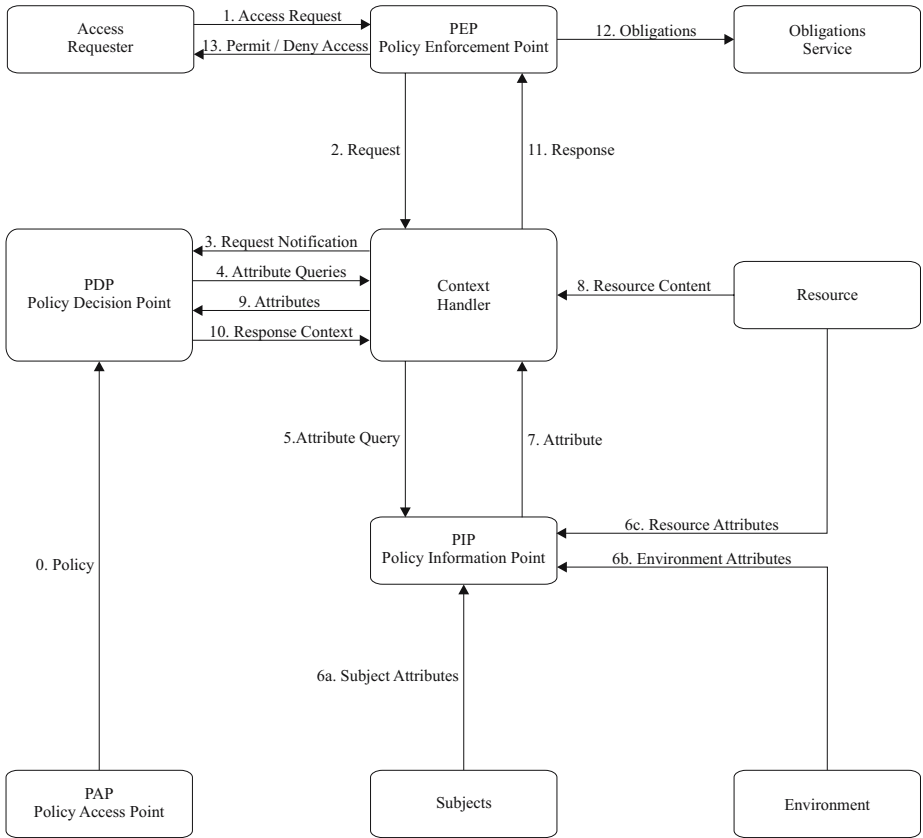 Access
Requester
1. Access Request
13. Permit / Deny Access
PEP
Policy Enforcement Point
12. Obligations
Obligations
Service
2. Request
11. Response
PDP
Policy Decision Point
3. Request Notification
4. Attribute Queries
9. Attributes
10. Response Context
Context
Handler
8. Resource Content
Resource
5.Attribute Query
7. Attribute
PIP
Policy Information Point
6c. Resource Attributes
6b. Environment Attributes
0. Policy
6a. Subject Attributes
PAP
Policy Access Point
Subjects
Environment